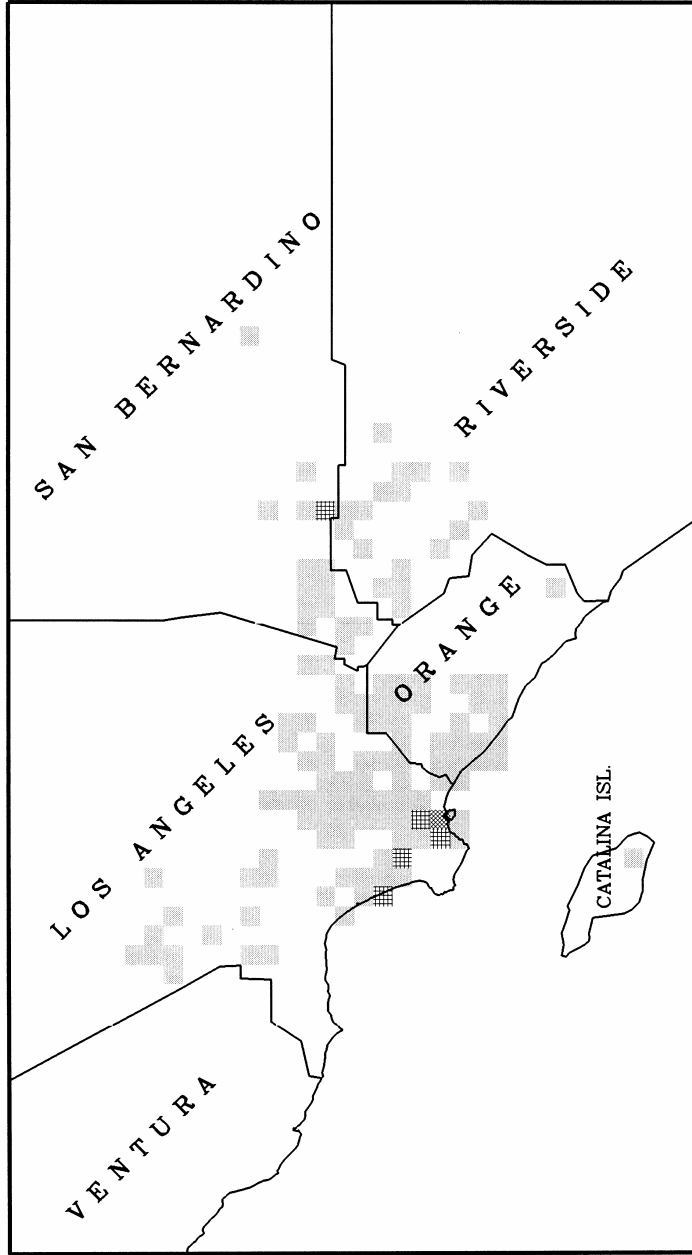 SAN BERNARDINO
RIVERSIDE
LOS ANGELES
ORANGE
VENTURA
CATALINA ISL.